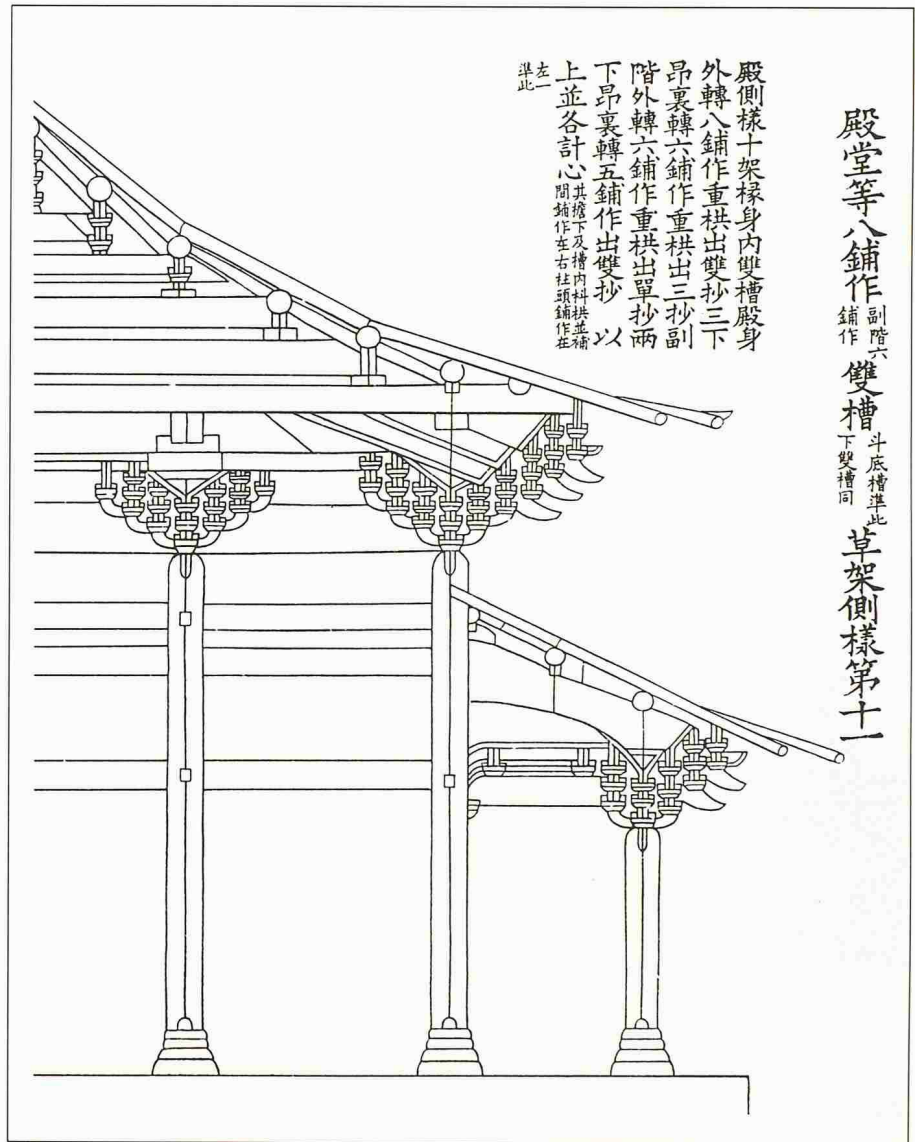 殿堂等八鋪作副階六鋪作雙槽斗底槽準此下雙槽同草架側樣第十一
殿側樣十架椽身内雙槽殿身
外轉八鋪作重栱出雙抄三下
昂裏轉六鋪作重栱出三抄副
階外轉六鋪作重栱出單抄兩
下昂裏轉五鋪作出雙抄 以
上並各計心其檐下及槽内枓栱並補間鋪作在右柱頭鋪作在
左一準此